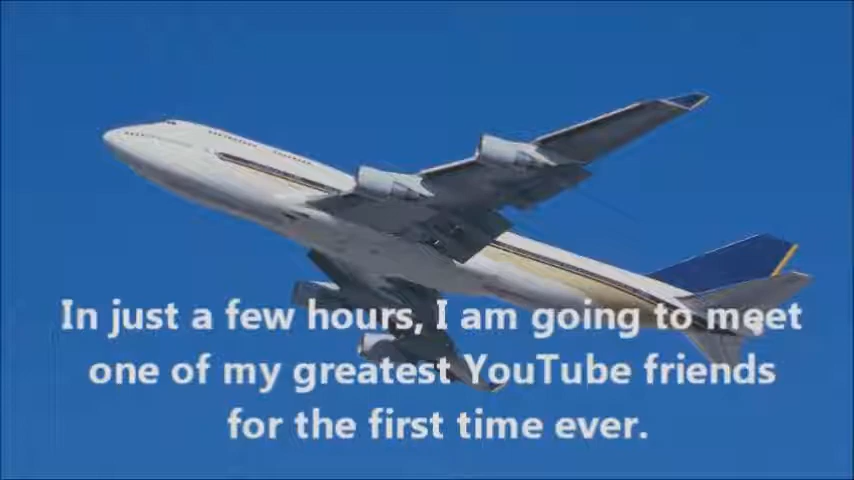 In just a few hours, I am going to meet
one of my greatest YouTube friends
for the first time ever.